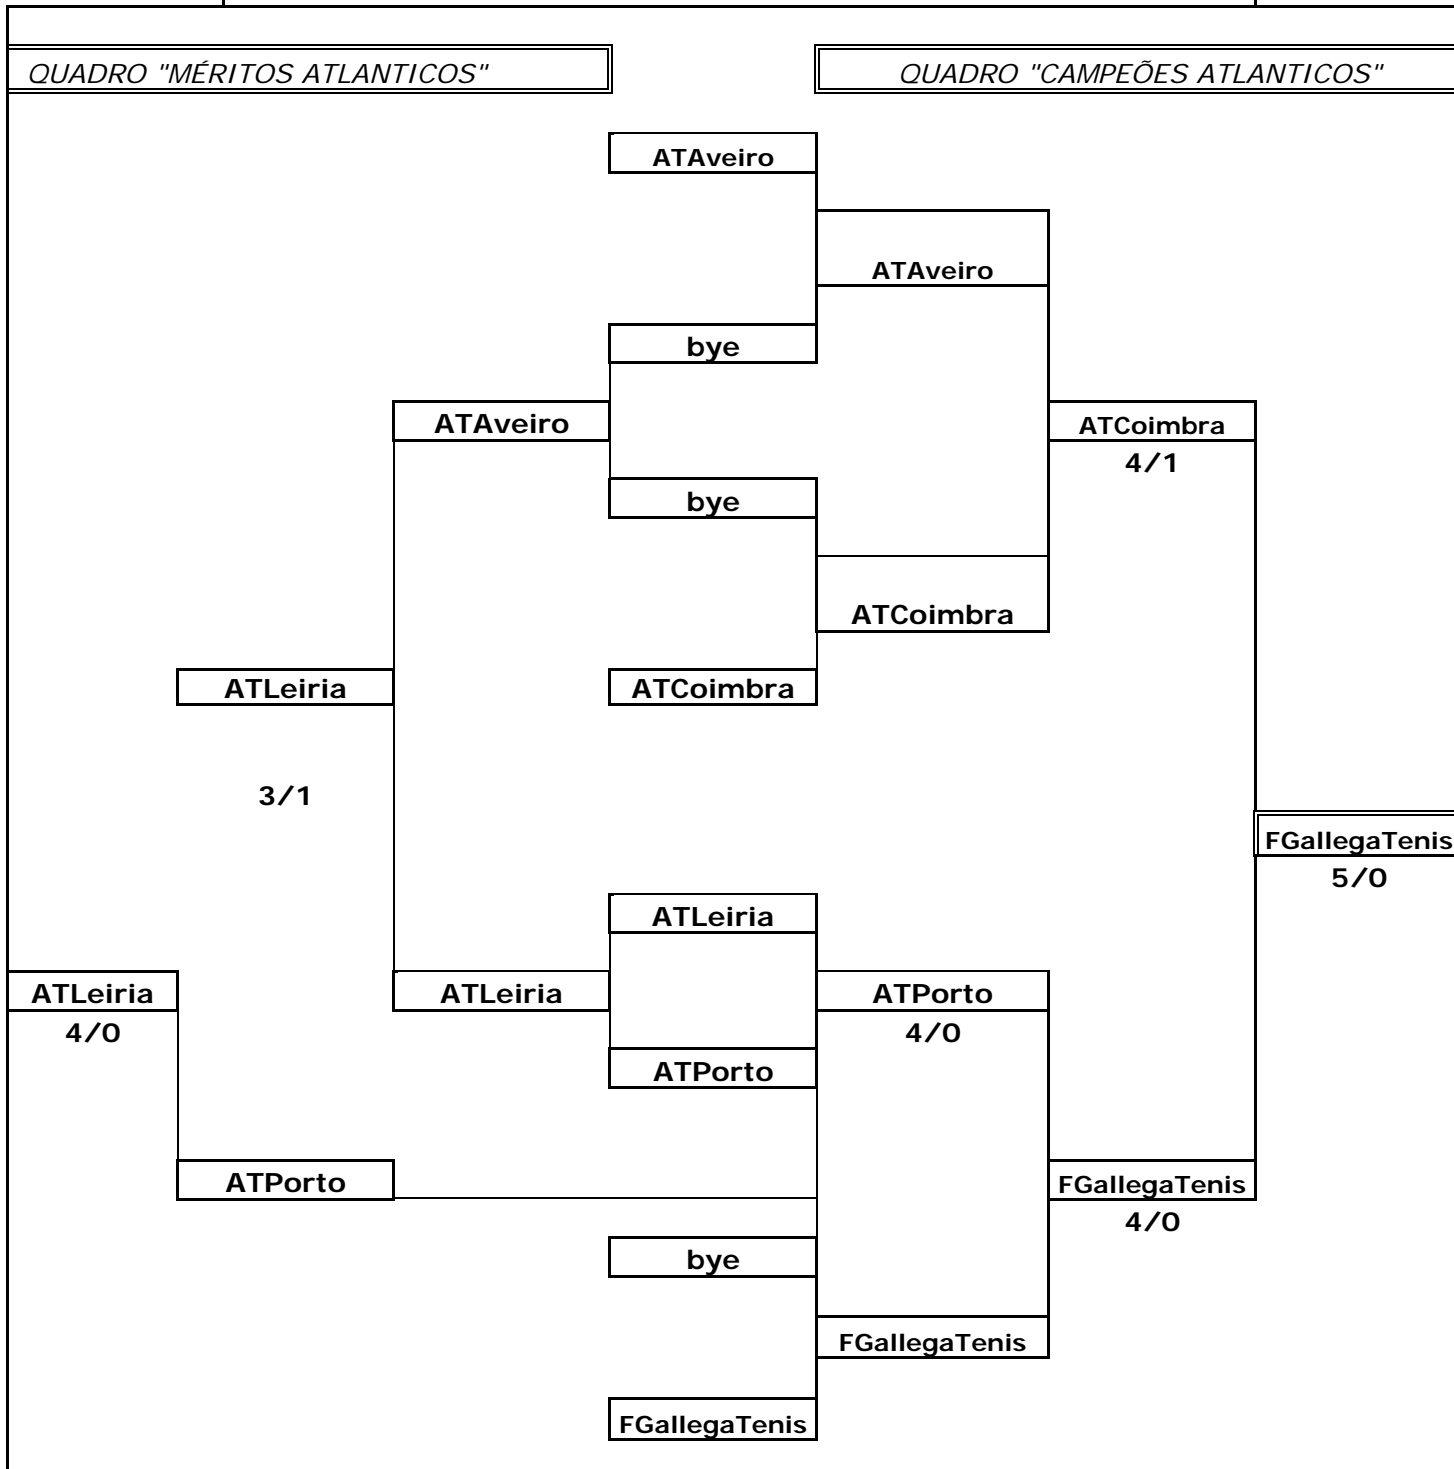 QUADRO "MÉRITOS ATLANTICOS"
QUADRO "CAMPEÕES ATLANTICOS"
ATAveiro
ATAveiro
bye
ATAveiro
ATCoimbra
4/1
bye
ATCoimbra
ATLeiria
ATCoimbra
3/1
FGallegaTenis
5/0
ATLeiria
ATLeiria
ATLeiria
ATPorto
4/0
4/0
ATPorto
ATPorto
FGallegaTenis
4/0
bye
FGallegaTenis
FGallegaTenis